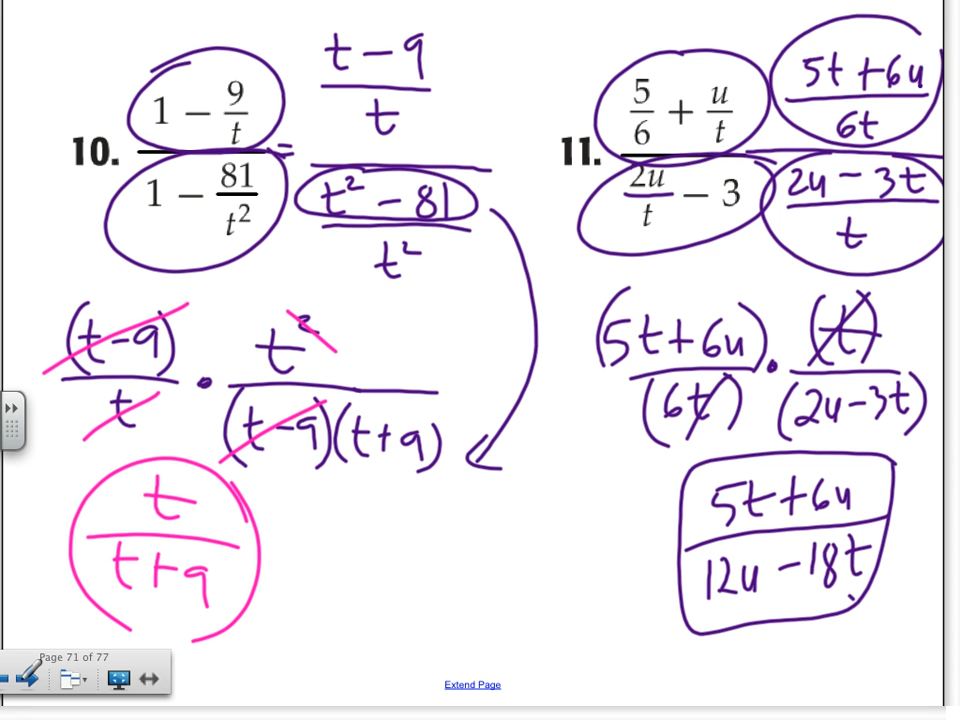 10. (1 - 9/t) / (1 - 81/t²) = ((t - 9)/t) / ((t² - 81)/t²)
(t-9)/t · t²/((t-9)(t+9))
t/(t+9)
11. (5/6 + u/t) / (2u/t - 3) ((5t + 6u)/6t) / ((2u - 3t)/t)
(5t+6u)/(6t) · (t)/(2u-3t)
(5t+6u)/(12u-18t)
Page 71 of 77
Extend Page